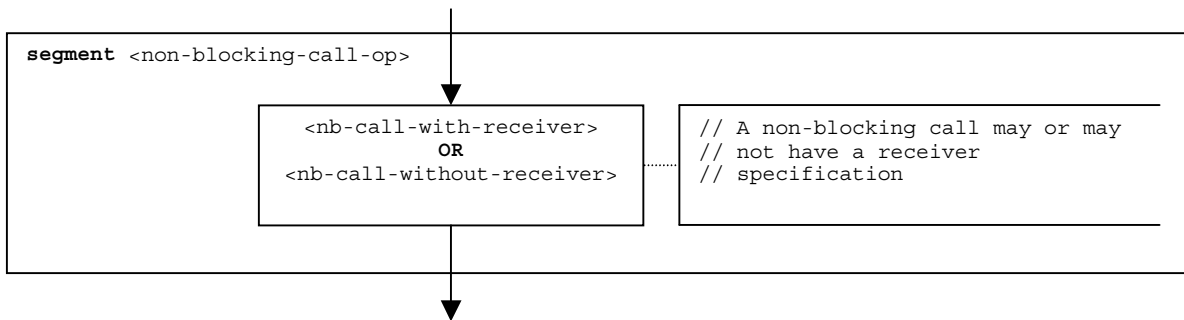 segment <non-blocking-call-op>
<nb-call-with-receiver>
OR
<nb-call-without-receiver>
// A non-blocking call may or may
// not have a receiver
// specification